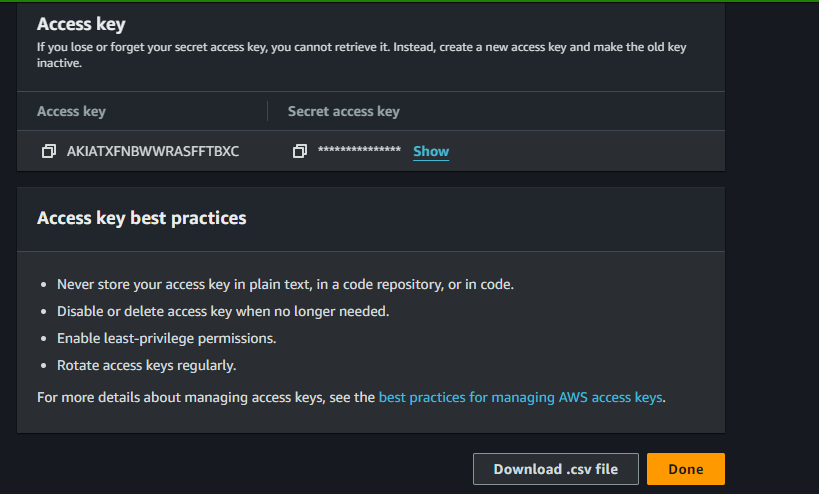 Access key
If you lose or forget your secret access key, you cannot retrieve it. Instead, create a new access key and make the old key
inactive.
Access key
Secret access key
AKIATXFNBWWRASFFTBXC
*************** Show
Access key best practices
Never store your access key in plain text, in a code repository, or in code.
Disable or delete access key when no longer needed.
Enable least-privilege permissions.
Rotate access keys regularly.
For more details about managing access keys, see the best practices for managing AWS access keys.
Download .csv file
Done